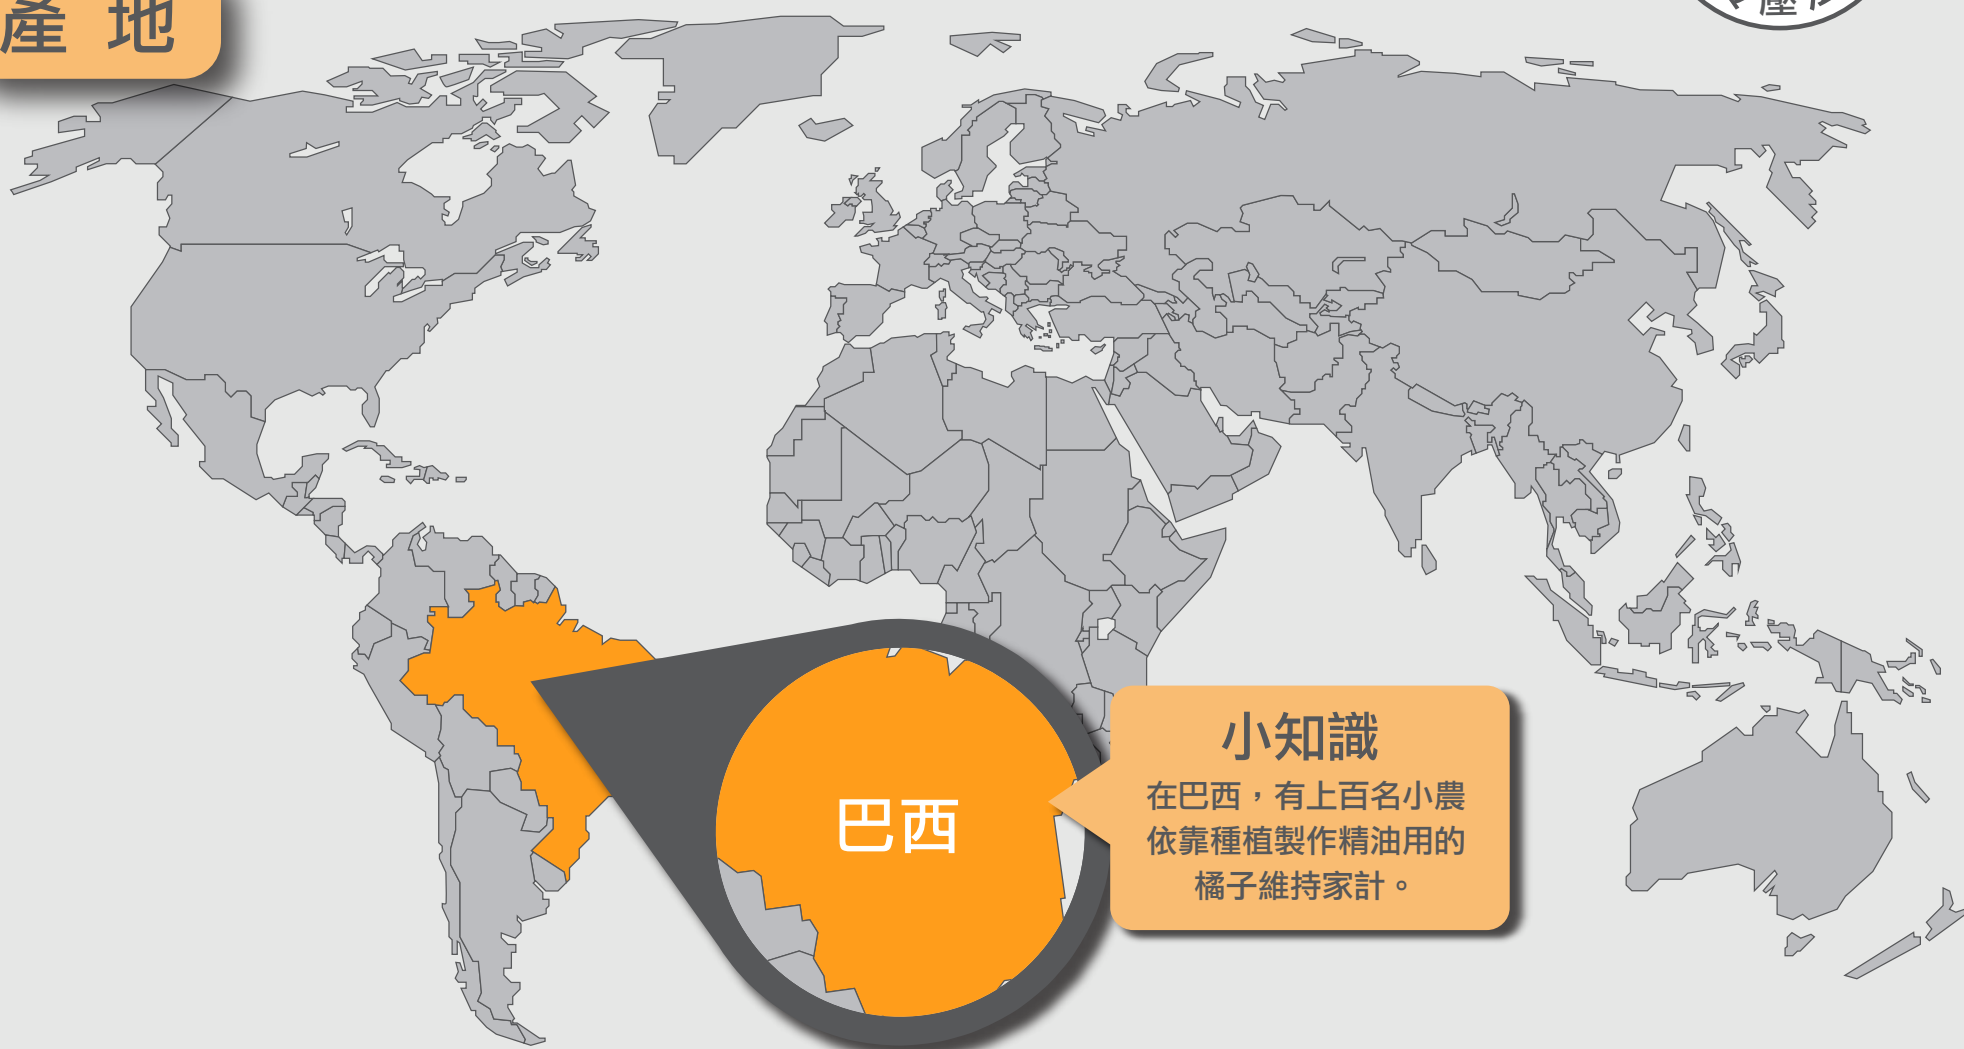 產地
壓
巴西
小知識
在巴西，有上百名小農
依靠種植製作精油用的
橘子維持家計。